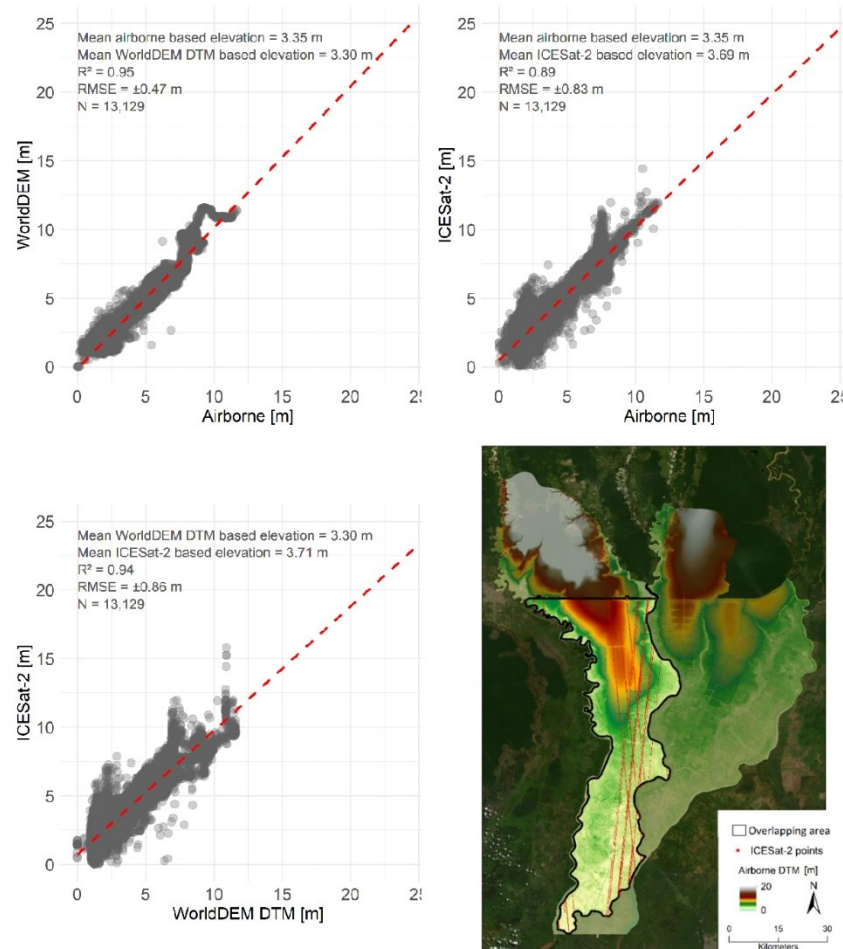 Mean airborne based elevation = 3.35 m
Mean WorldDEM DTM based elevation = 3.30 m
R² = 0.95
RMSE = ±0.47 m
N = 13,129
25
20
15
10
5
0
WorldDEM [m]
0
5
10
15
20
25
Airborne [m]
Mean airborne based elevation = 3.35 m
Mean ICESat-2 based elevation = 3.69 m
R² = 0.89
RMSE = ±0.83 m
N = 13,129
25
20
15
10
5
0
ICESat-2 [m]
0
5
10
15
20
25
Airborne [m]
Mean WorldDEM DTM based elevation = 3.30 m
Mean ICESat-2 based elevation = 3.71 m
R² = 0.94
RMSE = ±0.86 m
N = 13,129
25
20
15
10
5
0
ICESat-2 [m]
0
5
10
15
20
25
WorldDEM DTM [m]
Overlapping area
ICESat-2 points
Airborne DTM [m]
20
0
N
0 15 30
Kilometers